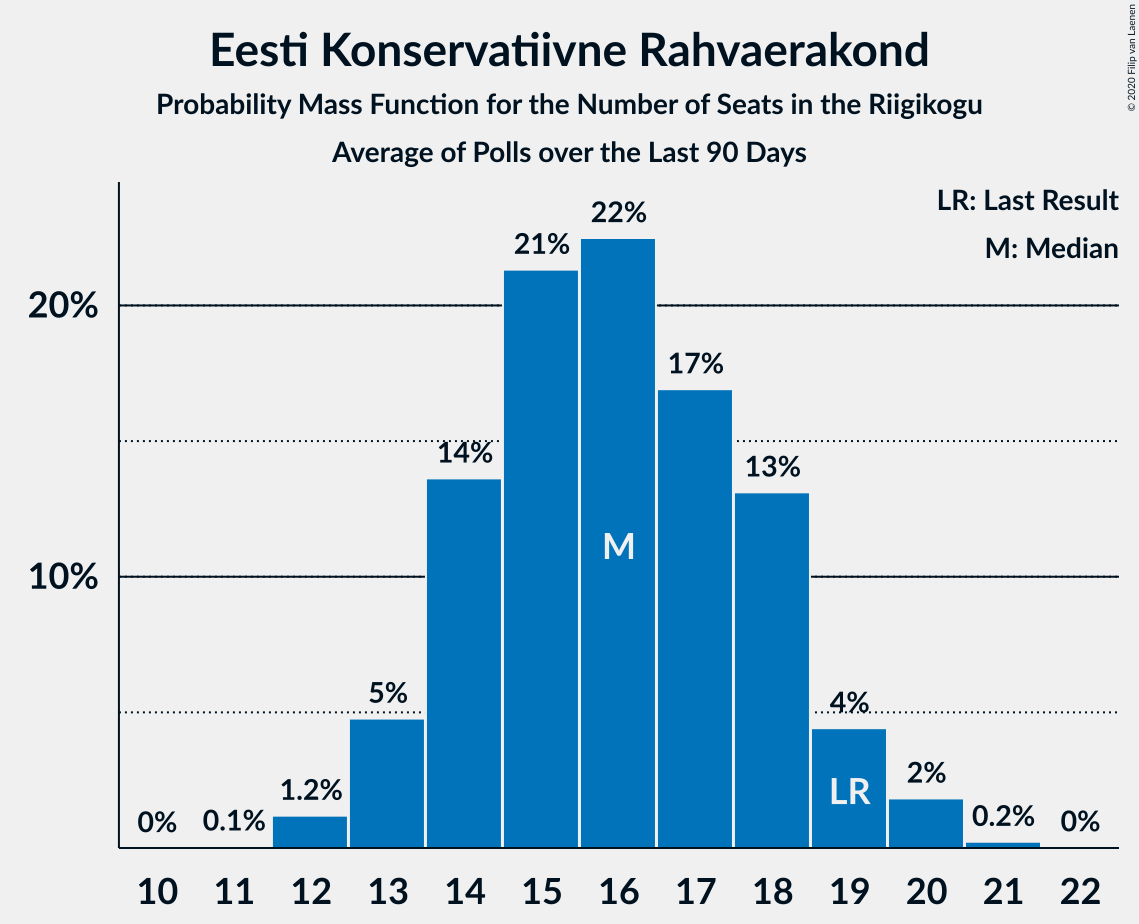 Eesti Konservatiivne Rahvaerakond
Probability Mass Function for the Number of Seats in the Riigikogu
Average of Polls over the Last 90 Days
© 2020 Filip van Laenen
LR: Last Result
M: Median
20%
10%
0%
0.1%
1.2%
5%
14%
21%
22%
17%
13%
4%
2%
0.2%
0%
M
LR
10 11 12 13 14 15 16 17 18 19 20 21 22